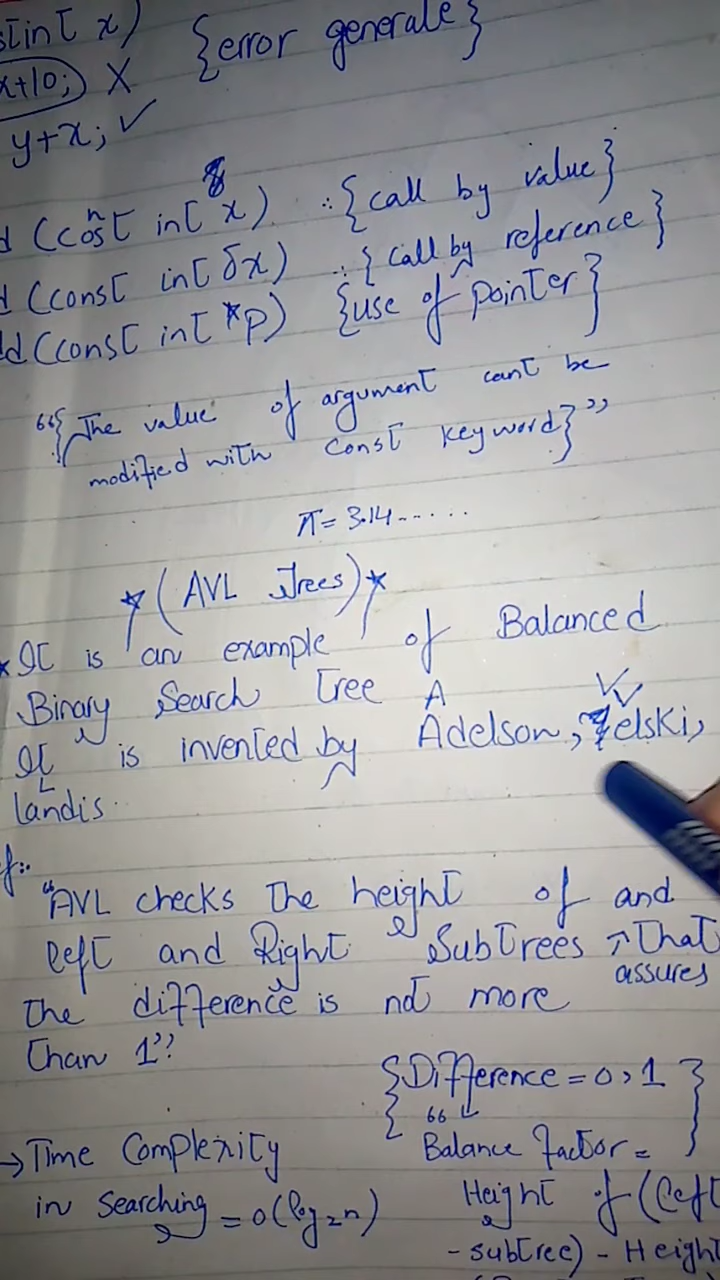 int x)
{error generate}
x+10;) X
y+x; ✓
(const int x) ∴ {call by value}
(const int &x) ∴ {call by reference}
(const int *p) {use of pointer}
"{The value of argument cant be
modified with const keyword}"
π = 3.14......
*(AVL Trees)*
* It is an example of Balanced
Binary Search Tree A
It is invented by Adelson, Velski,
landis.
"AVL checks the height of and
left and Right SubTrees ↗ That
assures
the difference is not more
than 1"
{Difference = 0, 1
"Balance factor = }
→ Time Complexity
in searching = O(log₂n)
Height of (left
- subtree) - Height